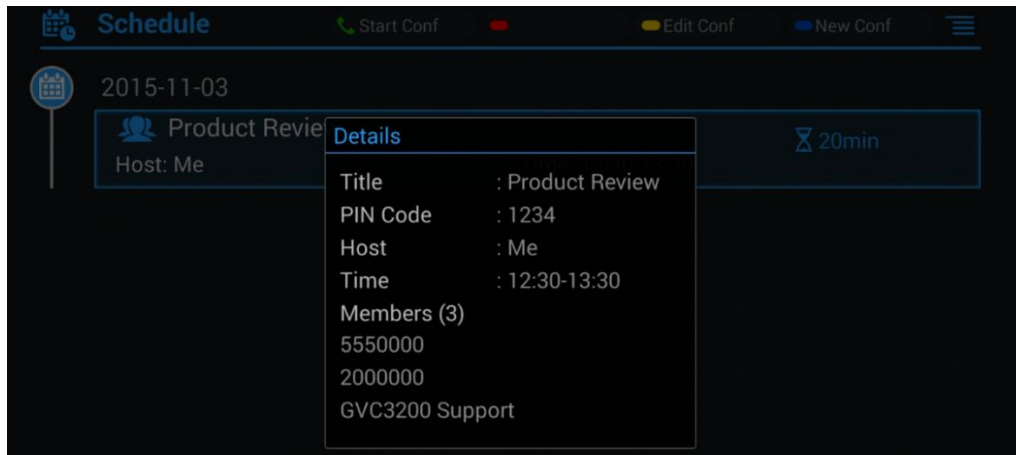 Schedule Start Conf Edit Conf New Conf
2015-11-03
Product Revie
Host: Me
20min
Details
Title : Product Review
PIN Code : 1234
Host : Me
Time : 12:30-13:30
Members (3)
5550000
2000000
GVC3200 Support